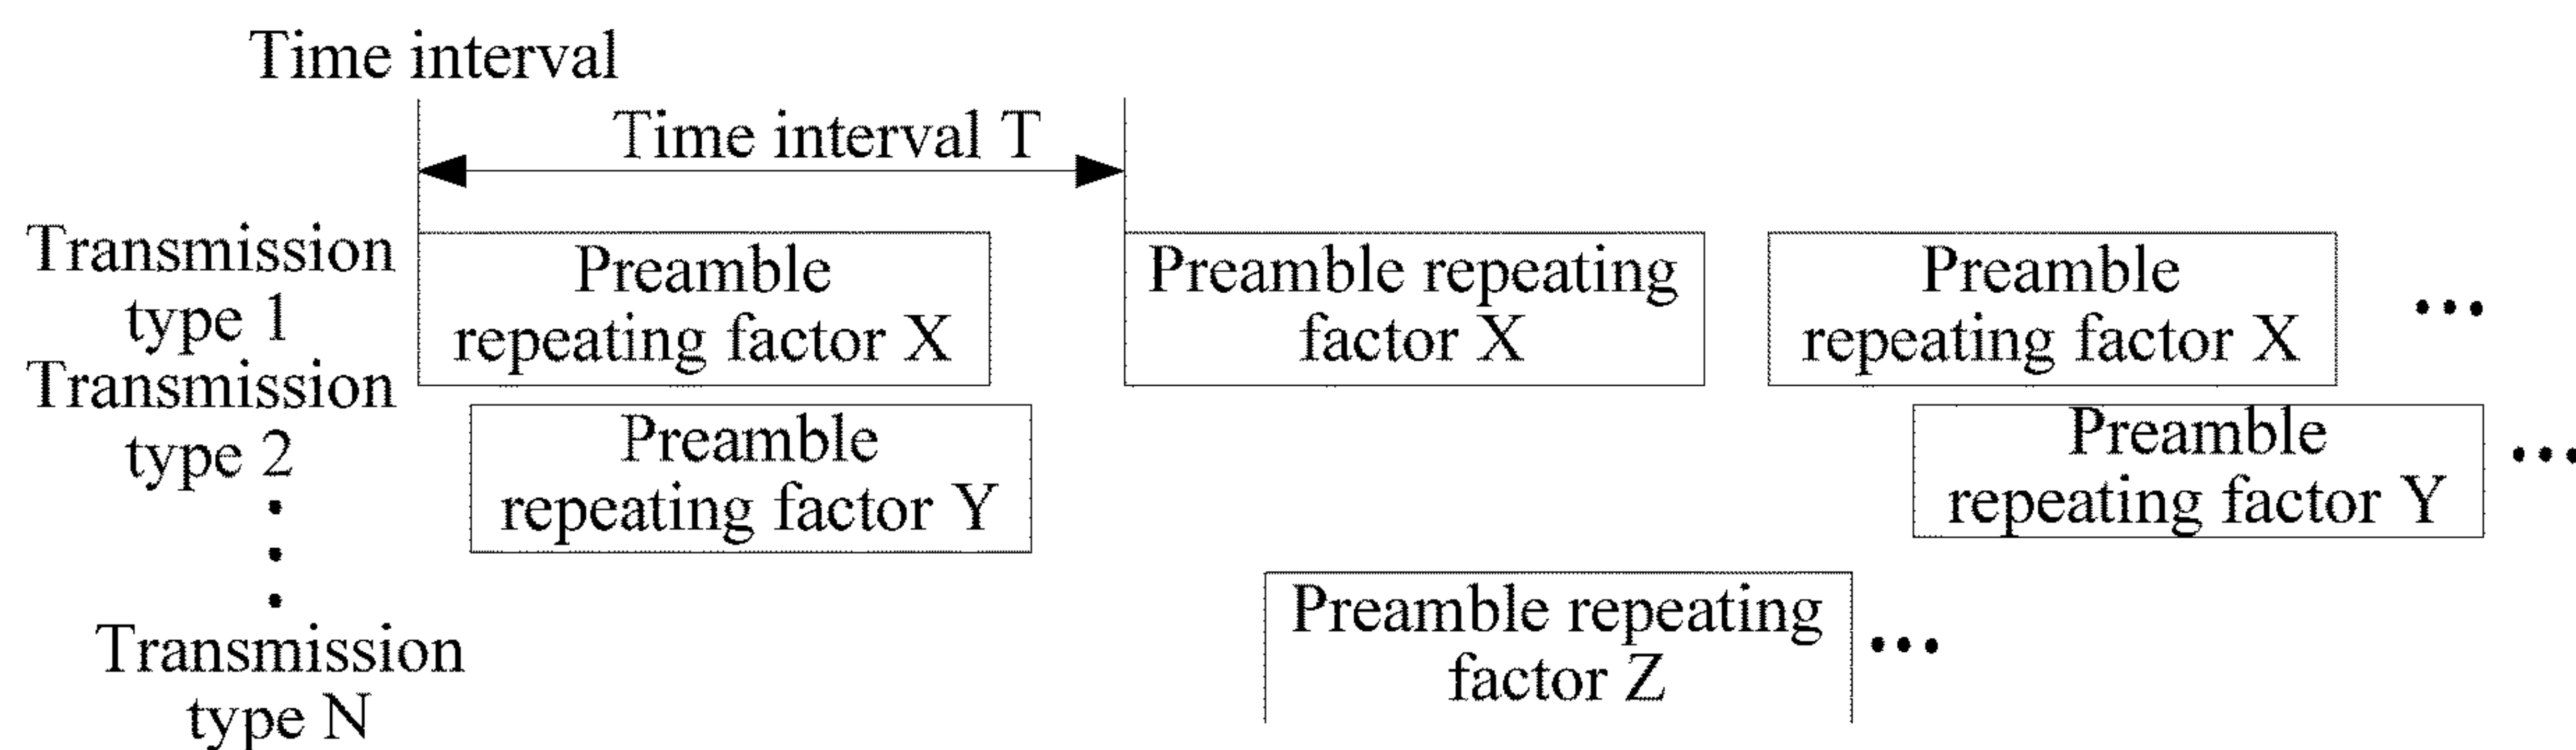 Time interval
Time interval T
Transmission
type 1
Preamble
repeating factor X
Preamble repeating
factor X
Preamble
repeating factor X
...
Transmission
type 2
Preamble
repeating factor Y
Preamble
repeating factor Y
...
Transmission
type N
Preamble repeating
factor Z
...